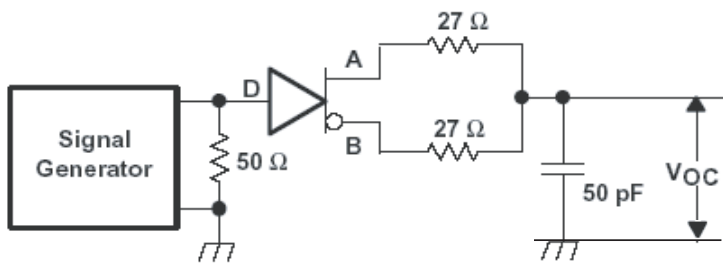 Signal
Generator
D
50 Ω
A
B
27 Ω
27 Ω
50 pF
VOC